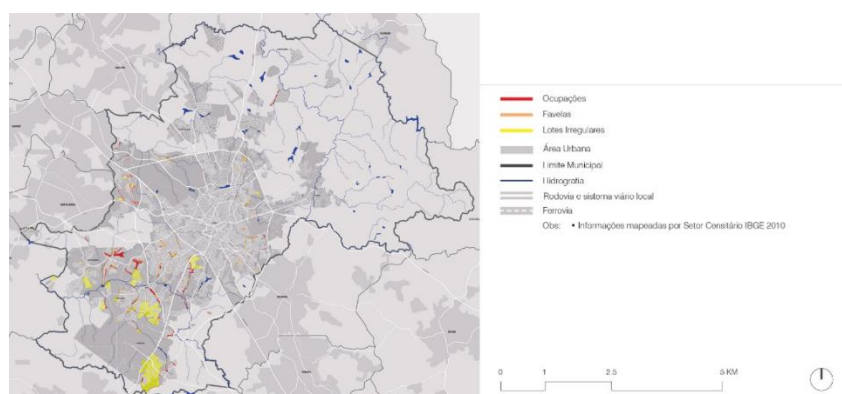 Ocupações
Favelas
Lotes Irregulares
Área Urbana
Limite Municipal
Hidrografia
Rodovia e sistema viário local
Ferrovia
Obs: • Informações mapeadas por Setor Censitário IBGE 2010
0 1 2.5 5 KM